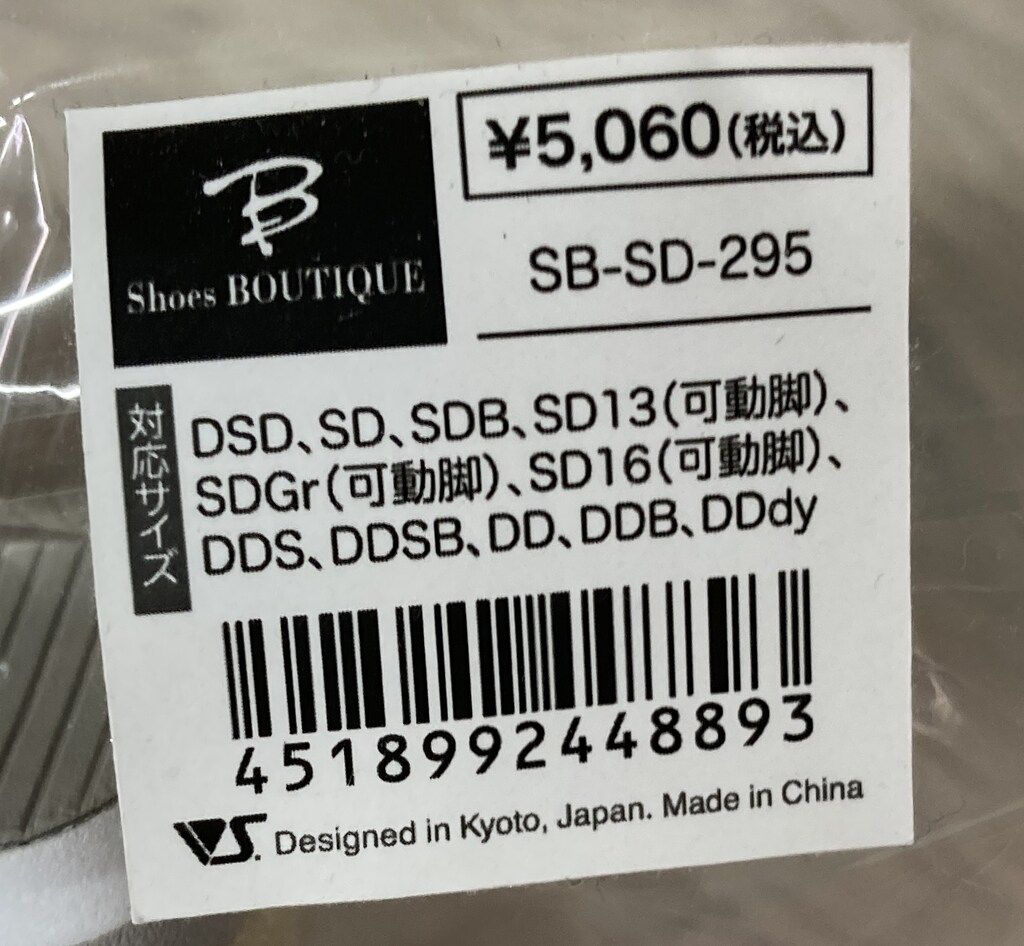 B
Shoes BOUTIQUE
¥5,060(税込)
SB-SD-295
対応サイズ
DSD、SD、SDB、SD13(可動脚)、
SDGr(可動脚)、SD16(可動脚)、
DDS、DDSB、DD、DDB、DDdy
4518992448893
VS. Designed in Kyoto, Japan. Made in China